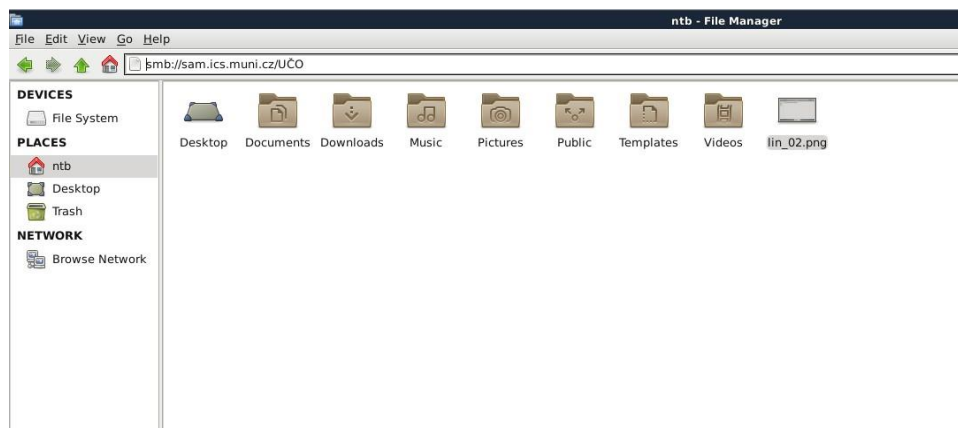 ntb - File Manager
File Edit View Go Help
smb://sam.ics.muni.cz/UČO
DEVICES
File System
PLACES
ntb
Desktop
Trash
NETWORK
Browse Network
Desktop Documents Downloads Music Pictures Public Templates Videos lin_02.png